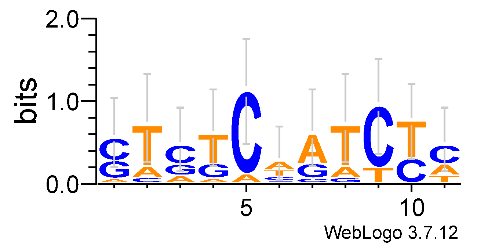 2.0
bits
1.0
0.0
C T C T C A A T C T C
G A G G A T G A T C A
A C A A C C G T
5
10
WebLogo 3.7.12